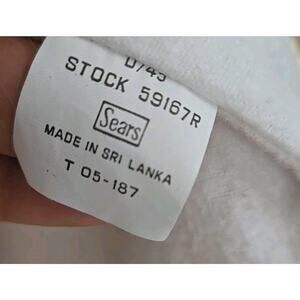 STOCK 59167R
Sears
MADE IN SRI LANKA
T 05-187